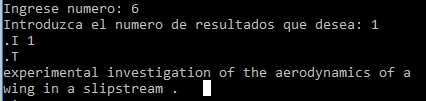 Ingrese numero: 6
Introduzca el numero de resultados que desea: 1
.I 1
.T
experimental investigation of the aerodynamics of a
wing in a slipstream .